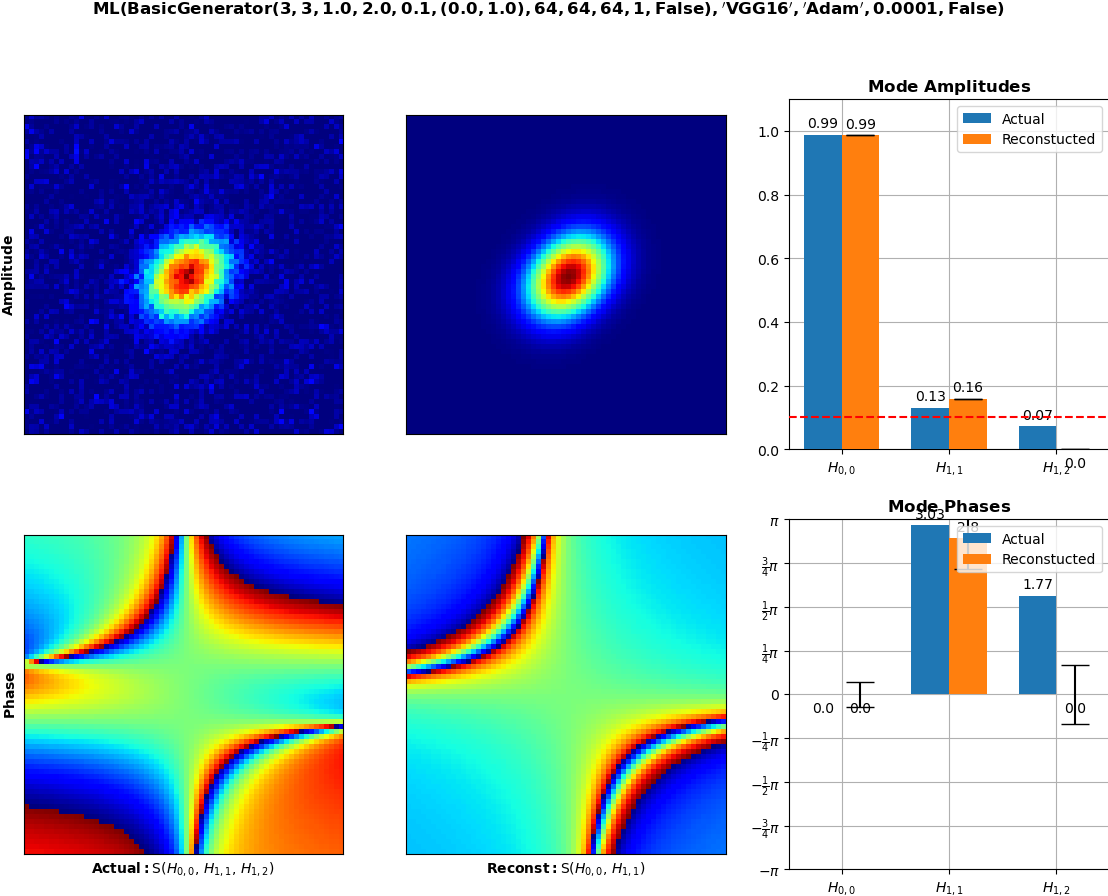 ML(BasicGenerator(3, 3, 1.0, 2.0, 0.1, (0.0, 1.0), 64, 64, 64, 1, False), ′VGG16′, ′Adam′, 0.0001, False)
Amplitude
Mode Amplitudes
Actual
Reconstucted
1.0
0.8
0.6
0.4
0.2
0.0
0.99 0.99
0.13 0.16
0.07 0.0
H0,0 H1,1 H1,2
Phase
Actual: S(H0,0, H1,1, H1,2)
Reconst: S(H0,0, H1,1)
Mode Phases
Actual
Reconstucted
π
3/4π
1/2π
1/4π
0
−1/4π
−1/2π
−3/4π
−π
0.0 0.0
3.03 2.8
1.77 0.0
H0,0 H1,1 H1,2